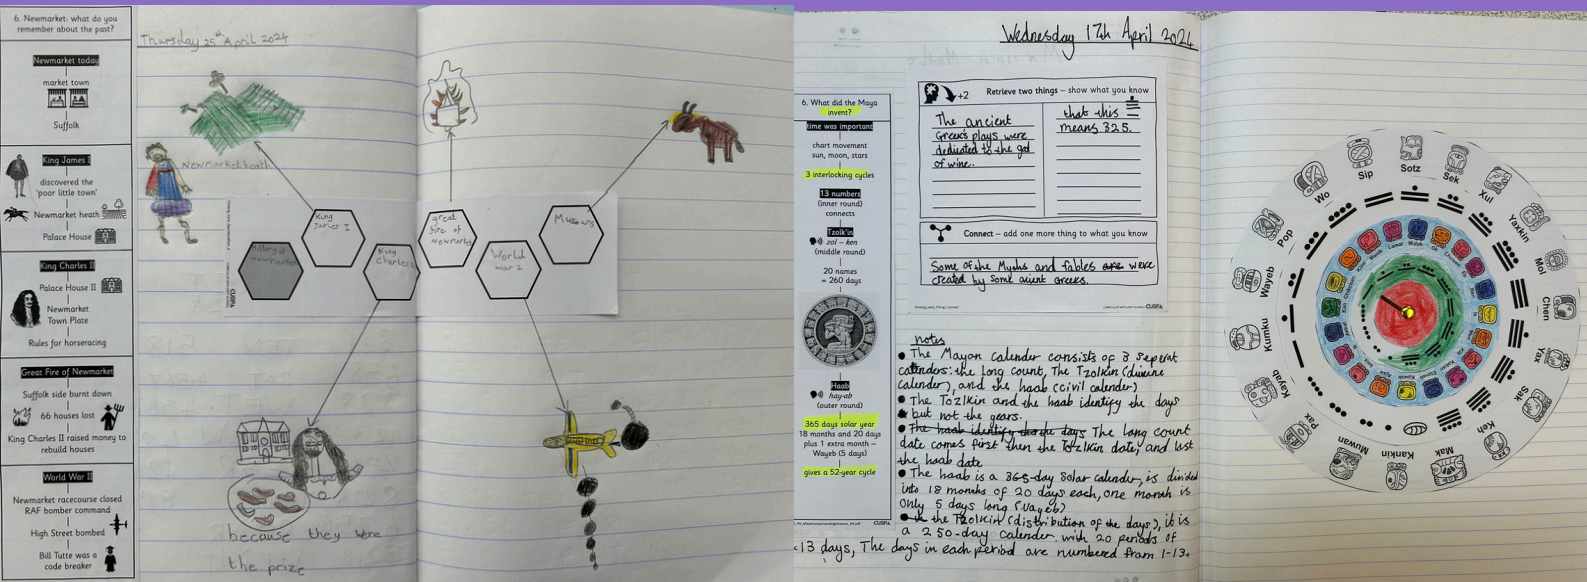 6. Newmarket: what do you
remember about the past?
Newmarket today
market town
Suffolk
King James I
discovered the
'poor little town'
Newmarket heath
Palace House
King Charles II
Palace House II
Newmarket
Town Plate
Rules for horseracing
Great Fire of Newmarket
Suffolk side burnt down
66 houses lost
King Charles II raised money to
rebuild houses
World War II
Newmarket racecourse closed
RAF bomber command
High Street bombed
Bill Tutte was a
code breaker
Thursday 25th April 2024
Newmarket heath
King
James I
King
Charles
great
fire of
Newmarket
World
war 2
CUSP
because they were
the prize
Wednesday 17th April 2024
6. What did the Maya
invent?
time was important
chart movement
sun, moon, stars
3 interlocking cycles
13 numbers
(inner round)
connects
Tzolk'in
zol – ken
(middle round)
20 names
= 260 days
Haab
hay-ab
(outer round)
365 days solar year
18 months and 20 days
plus 1 extra month –
Wayeb (5 days)
gives a 52-year cycle
CUSP
+2
Retrieve two things – show what you know
The ancient
Greeks plays were
dedicated to the god
of wine.
that this
means 325.
Connect – add one more thing to what you know
Some of the Myths and fables are were
created by some anient greeks.
CUSP
notes
• The Mayan calender consists of 3 seperat
calenders: the Long count, The Tzolkin (divine
calender), and the haab (civil calender)
• The Tozlkin and the haab identify the days
but not the years.
• The haab identify the days The long count
date comes first then the Tozlkin date, and last
the haab date
• The haab is a 365-day Solar calender, is divided
into 18 months of 20 days each, one month is
only 5 days long (Uayeb)
• the Tzolkin (distribution of the days), it is
a 250-day calender. with 20 periods of
13 days, The days in each period are numbered from 1-13.
Pop
Wo
Sip
Sotz
Sek
Xul
Yaxkin
Mol
Chen
Yax
Sak
Keh
Mak
Kankin
Muwan
Pax
Kayab
Kumku
Wayeb